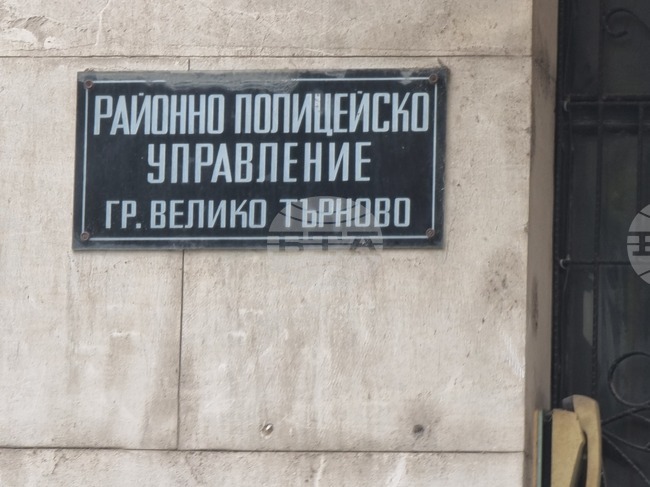 РАЙОННО ПОЛИЦЕЙСКО
УПРАВЛЕНИЕ
ГР. ВЕЛИКО ТЪРНОВО